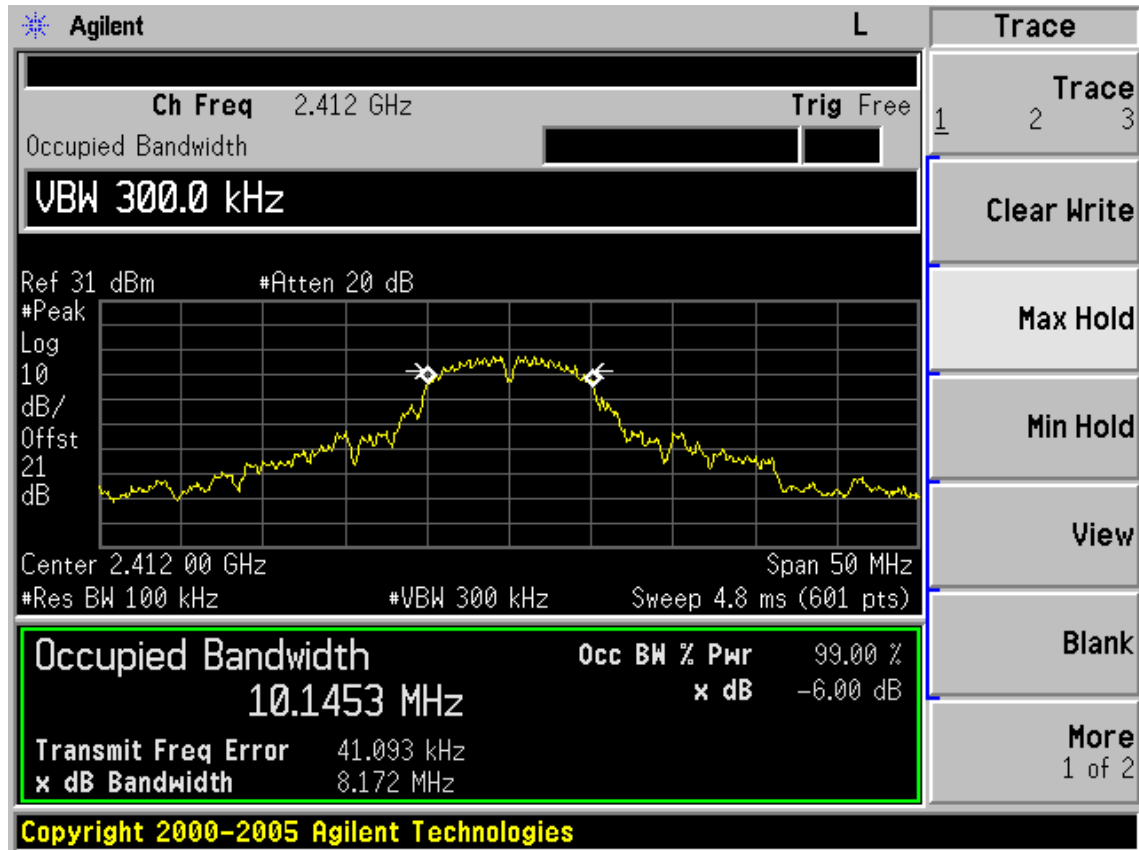 Agilent L Trace
Ch Freq 2.412 GHz Trig Free
Occupied Bandwidth
VBW 300.0 kHz
Ref 31 dBm #Atten 20 dB
#Peak
Log
10
dB/
Offst
21
dB
Center 2.412 00 GHz Span 50 MHz
#Res BW 100 kHz #VBW 300 kHz Sweep 4.8 ms (601 pts)
Occupied Bandwidth Occ BW % Pwr 99.00 %
10.1453 MHz x dB -6.00 dB
Transmit Freq Error 41.093 kHz
x dB Bandwidth 8.172 MHz
Copyright 2000-2005 Agilent Technologies
Trace
1 2 3
Clear Write
Max Hold
Min Hold
View
Blank
More
1 of 2